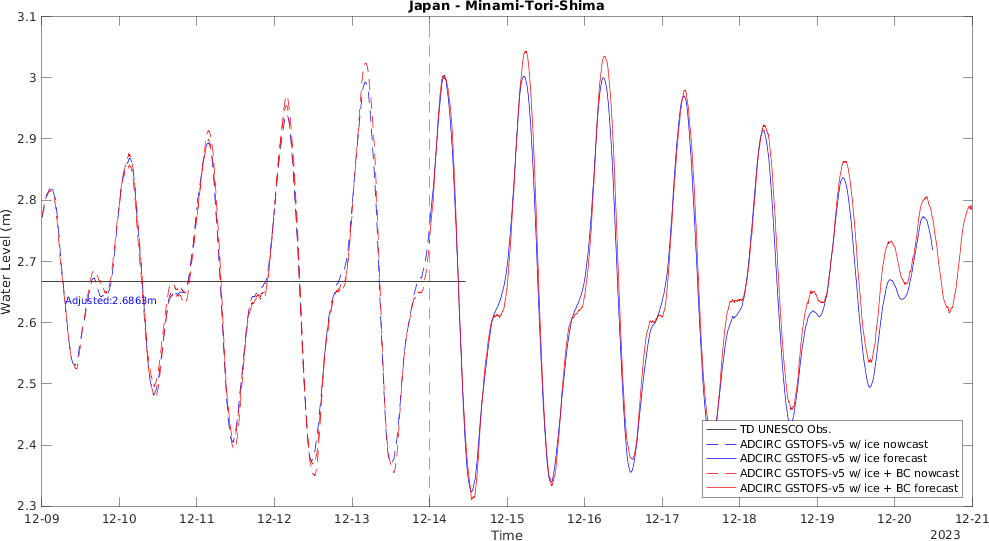 Japan - Minami-Tori-Shima
Water Level (m)
3.1
3
2.9
2.8
2.7
2.6
2.5
2.4
2.3
Adjusted:2.6863m
TD UNESCO Obs.
ADCIRC GSTOFS-v5 w/ ice nowcast
ADCIRC GSTOFS-v5 w/ ice forecast
ADCIRC GSTOFS-v5 w/ ice + BC nowcast
ADCIRC GSTOFS-v5 w/ ice + BC forecast
12-09 12-10 12-11 12-12 12-13 12-14 12-15 12-16 12-17 12-18 12-19 12-20 12-21
Time
2023